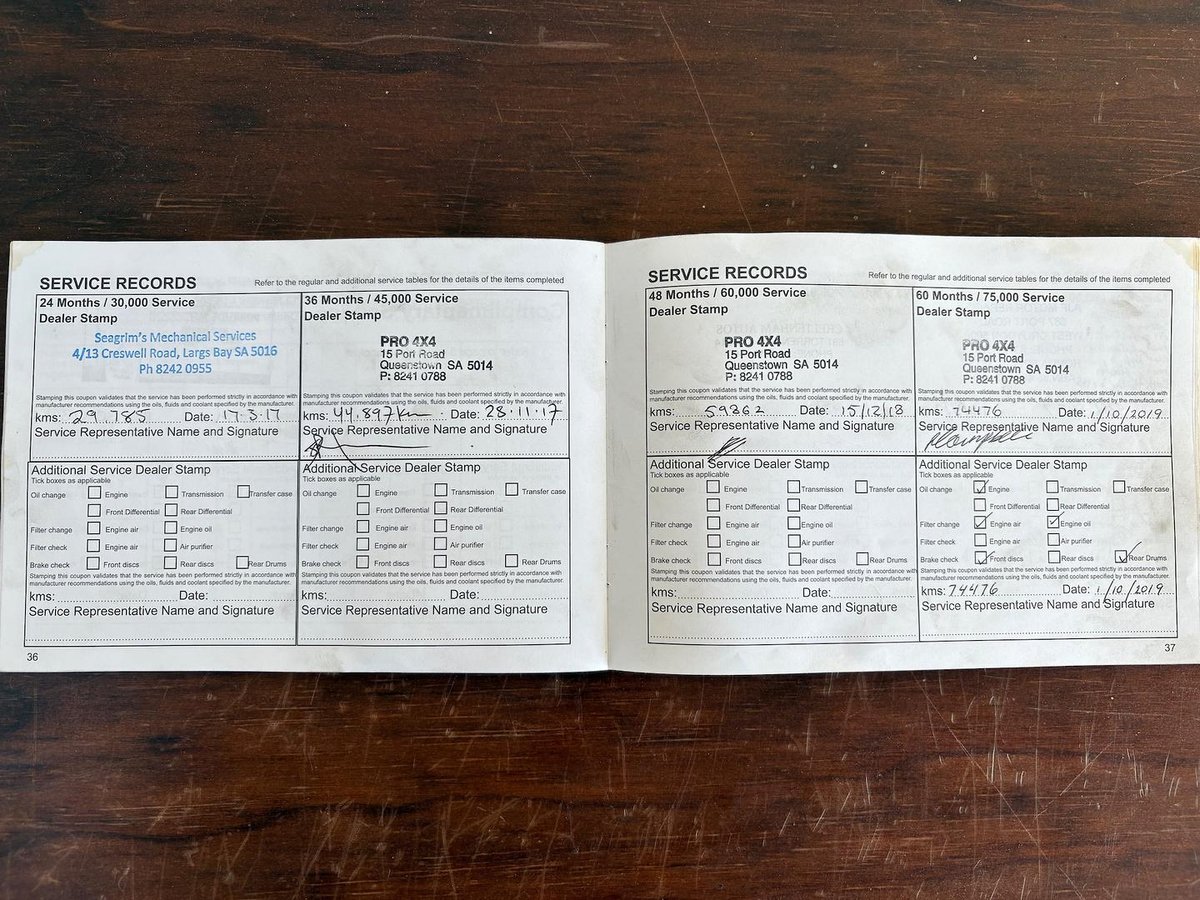 SERVICE RECORDS Refer to the regular and additional service tables for the details of the items completed
24 Months / 30,000 Service
Dealer Stamp
Seagrim's Mechanical Services
4/13 Creswell Road, Largs Bay SA 5016
Ph 8242 0955
Stamping this coupon validates that the service has been performed strictly in accordance with
manufacturer recommendations using the oils, fluids and coolant specified by the manufacturer.
kms: 29,785 Date: 17.3.17
Service Representative Name and Signature
Additional Service Dealer Stamp
Tick boxes as applicable
Oil change Engine Transmission Transfer case
Front Differential Rear Differential
Filter change Engine air Engine oil
Filter check Engine air Air purifier
Brake check Front discs Rear discs Rear Drums
Stamping this coupon validates that the service has been performed strictly in accordance with
manufacturer recommendations using the oils, fluids and coolant specified by the manufacturer.
kms: Date:
Service Representative Name and Signature
36
36 Months / 45,000 Service
Dealer Stamp
PRO 4X4
15 Port Road
Queenstown SA 5014
P: 8241 0788
Stamping this coupon validates that the service has been performed strictly in accordance with
manufacturer recommendations using the oils, fluids and coolant specified by the manufacturer.
kms: 44,897km Date: 28.11.17
Service Representative Name and Signature
Additional Service Dealer Stamp
Tick boxes as applicable
Oil change Engine Transmission Transfer case
Front Differential Rear Differential
Filter change Engine air Engine oil
Filter check Engine air Air purifier
Brake check Front discs Rear discs Rear Drums
Stamping this coupon validates that the service has been performed strictly in accordance with
manufacturer recommendations using the oils, fluids and coolant specified by the manufacturer.
kms: Date:
Service Representative Name and Signature
SERVICE RECORDS Refer to the regular and additional service tables for the details of the items completed
48 Months / 60,000 Service
Dealer Stamp
PRO 4X4
15 Port Road
Queenstown SA 5014
P: 8241 0788
Stamping this coupon validates that the service has been performed strictly in accordance with
manufacturer recommendations using the oils, fluids and coolant specified by the manufacturer.
kms: 59862 Date: 15/12/18
Service Representative Name and Signature
Additional Service Dealer Stamp
Tick boxes as applicable
Oil change Engine Transmission Transfer case
Front Differential Rear Differential
Filter change Engine air Engine oil
Filter check Engine air Air purifier
Brake check Front discs Rear discs Rear Drums
Stamping this coupon validates that the service has been performed strictly in accordance with
manufacturer recommendations using the oils, fluids and coolant specified by the manufacturer.
kms: Date:
Service Representative Name and Signature
60 Months / 75,000 Service
Dealer Stamp
PRO 4X4
15 Port Road
Queenstown SA 5014
P: 8241 0788
Stamping this coupon validates that the service has been performed strictly in accordance with
manufacturer recommendations using the oils, fluids and coolant specified by the manufacturer.
kms: 74476 Date: 1/10/2019
Service Representative Name and Signature
Additional Service Dealer Stamp
Tick boxes as applicable
Oil change Engine Transmission Transfer case
Front Differential Rear Differential
Filter change Engine air Engine oil
Filter check Engine air Air purifier
Brake check Front discs Rear discs Rear Drums
Stamping this coupon validates that the service has been performed strictly in accordance with
manufacturer recommendations using the oils, fluids and coolant specified by the manufacturer.
kms: 74476 Date: 1/10/2019
Service Representative Name and Signature
37